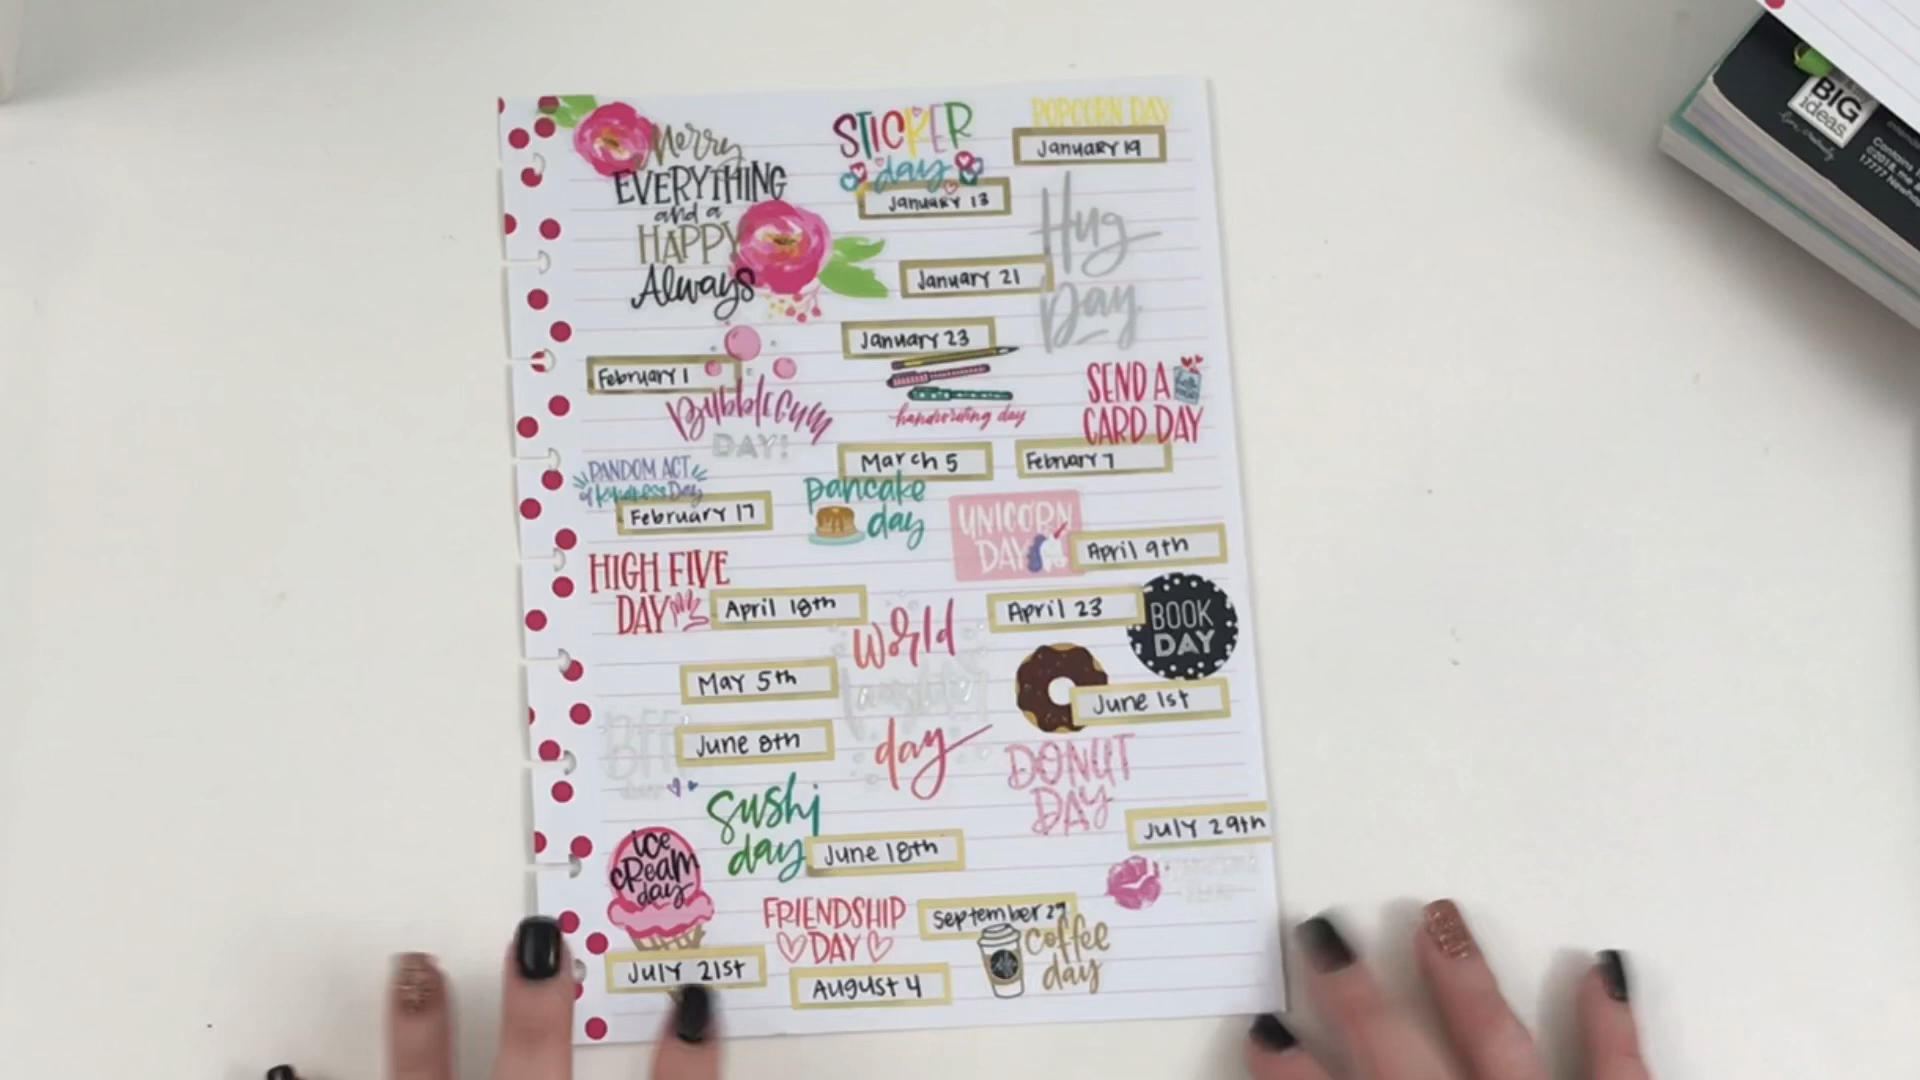 Merry
EVERYTHING
and a
HAPPY
Always
STICKER
day
January 13
POPCORN DAY
January 19
Hug
Day
January 21
January 23
handwriting day
February 1
BubbleGum
DAY!
SEND A
CARD DAY
February 7
RANDOM ACT
of kindness Day
February 17
March 5
pancake
day
UNICORN
DAY
April 9th
HIGH FIVE
DAY
April 18th
World
laughter
day
May 5th
April 23
BOOK
DAY
June 1st
DONUT
DAY
BFF
DAY
June 8th
Sushi
day
June 18th
July 29th
ice
cream
day
July 21st
FRIENDSHIP
DAY
August 4
September 29
coffee
day
BIG
ideas